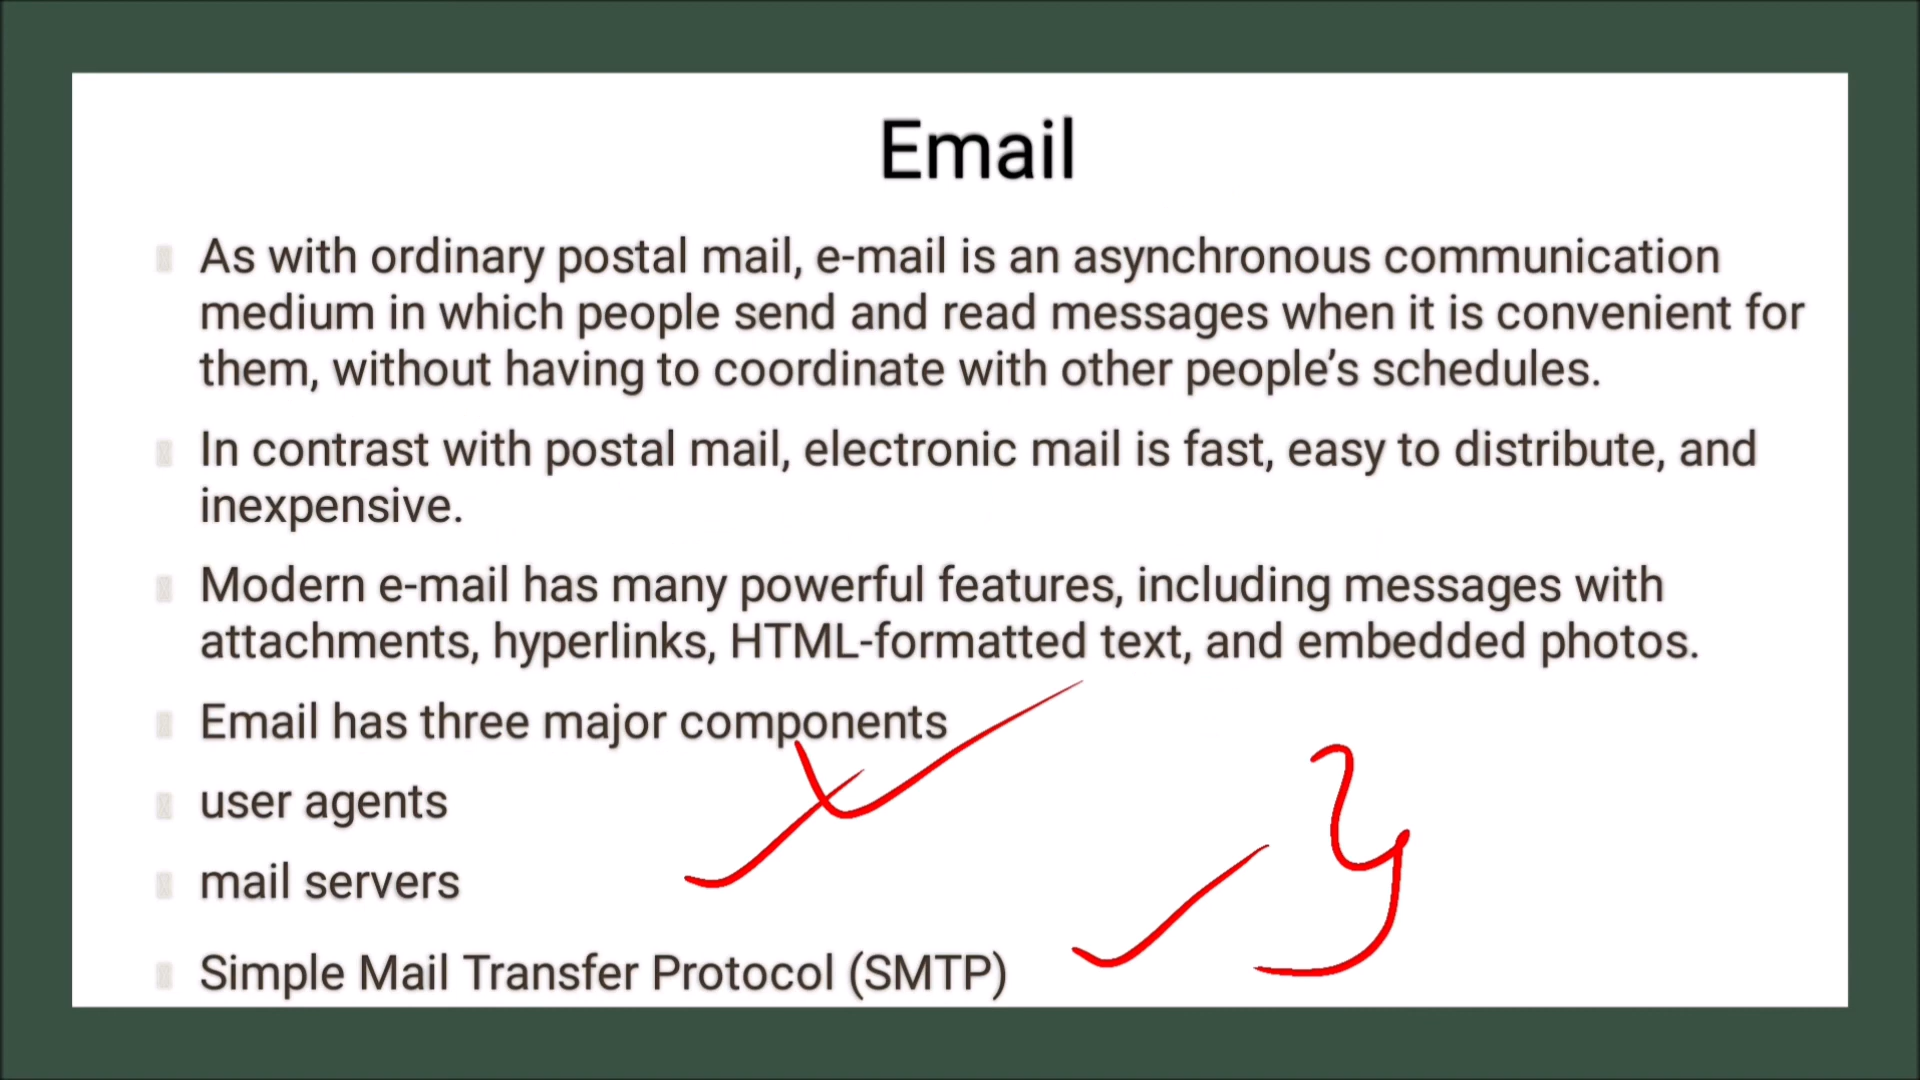 Email
As with ordinary postal mail, e-mail is an asynchronous communication
medium in which people send and read messages when it is convenient for
them, without having to coordinate with other people’s schedules.
In contrast with postal mail, electronic mail is fast, easy to distribute, and
inexpensive.
Modern e-mail has many powerful features, including messages with
attachments, hyperlinks, HTML-formatted text, and embedded photos.
Email has three major components
user agents
mail servers
Simple Mail Transfer Protocol (SMTP)